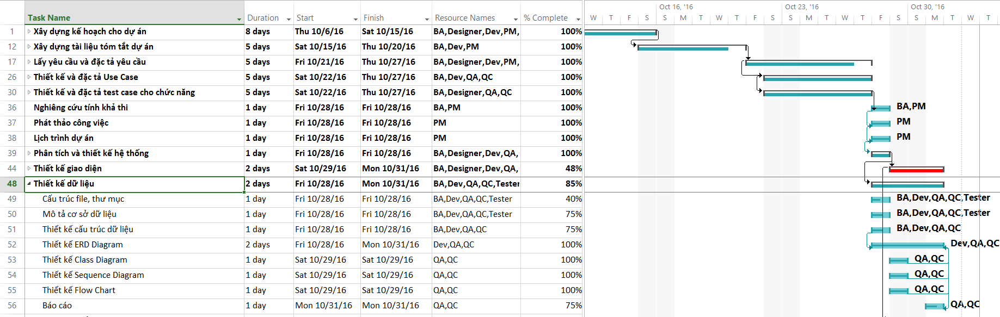 Task Name Duration Start Finish Resource Names % Complete
Oct 16, '16 Oct 23, '16 Oct 30, '16
W T F S S M T W T F S S M T W T F S S M T W T
1 Xây dựng kế hoạch cho dự án 8 days Thu 10/6/16 Sat 10/15/16 BA,Designer,Dev,PM, 100%
12 Xây dựng tài liệu tóm tắt dự án 5 days Sat 10/15/16 Thu 10/20/16 BA,Dev,PM 100%
17 Lấy yêu cầu và đặc tả yêu cầu 5 days Fri 10/21/16 Thu 10/27/16 BA,Designer,Dev,PM, 100%
26 Thiết kế và đặc tả Use Case 5 days Sat 10/22/16 Thu 10/27/16 BA,Dev,QA,QC 100%
30 Thiết kế và đặc tả test case cho chức năng 5 days Sat 10/22/16 Thu 10/27/16 BA,Designer,QA,QC 100%
36 Nghiêng cứu tính khả thi 1 day Fri 10/28/16 Fri 10/28/16 BA,PM 100% BA,PM
37 Phát thảo công việc 1 day Fri 10/28/16 Fri 10/28/16 PM 100% PM
38 Lịch trình dự án 1 day Fri 10/28/16 Fri 10/28/16 PM 100% PM
39 Phân tích và thiết kế hệ thống 1 day Fri 10/28/16 Fri 10/28/16 BA,Designer,Dev,QA, 100%
44 Thiết kế giao diện 2 days Sat 10/29/16 Mon 10/31/16 BA,Designer,Dev,QA, 48%
48 Thiết kế dữ liệu 2 days Fri 10/28/16 Mon 10/31/16 BA,Dev,QA,QC,Tester 85%
49 Cấu trúc file, thư mục 1 day Fri 10/28/16 Fri 10/28/16 BA,Dev,QA,QC,Tester 40% BA,Dev,QA,QC,Tester
50 Mô tả cơ sở dữ liệu 1 day Fri 10/28/16 Fri 10/28/16 BA,Dev,QA,QC,Tester 75% BA,Dev,QA,QC,Tester
51 Thiết kế cấu trúc dữ liệu 1 day Fri 10/28/16 Fri 10/28/16 BA,Dev,QA,QC 75% BA,Dev,QA,QC
52 Thiết kế ERD Diagram 2 days Fri 10/28/16 Mon 10/31/16 Dev,QA,QC 100% Dev,QA,QC
53 Thiết kế Class Diagram 1 day Sat 10/29/16 Sat 10/29/16 QA,QC 100% QA,QC
54 Thiết kế Sequence Diagram 1 day Sat 10/29/16 Sat 10/29/16 QA,QC 100% QA,QC
55 Thiết kế Flow Chart 1 day Sat 10/29/16 Sat 10/29/16 QA,QC 100% QA,QC
56 Báo cáo 1 day Mon 10/31/16 Mon 10/31/16 QA,QC 75% QA,QC